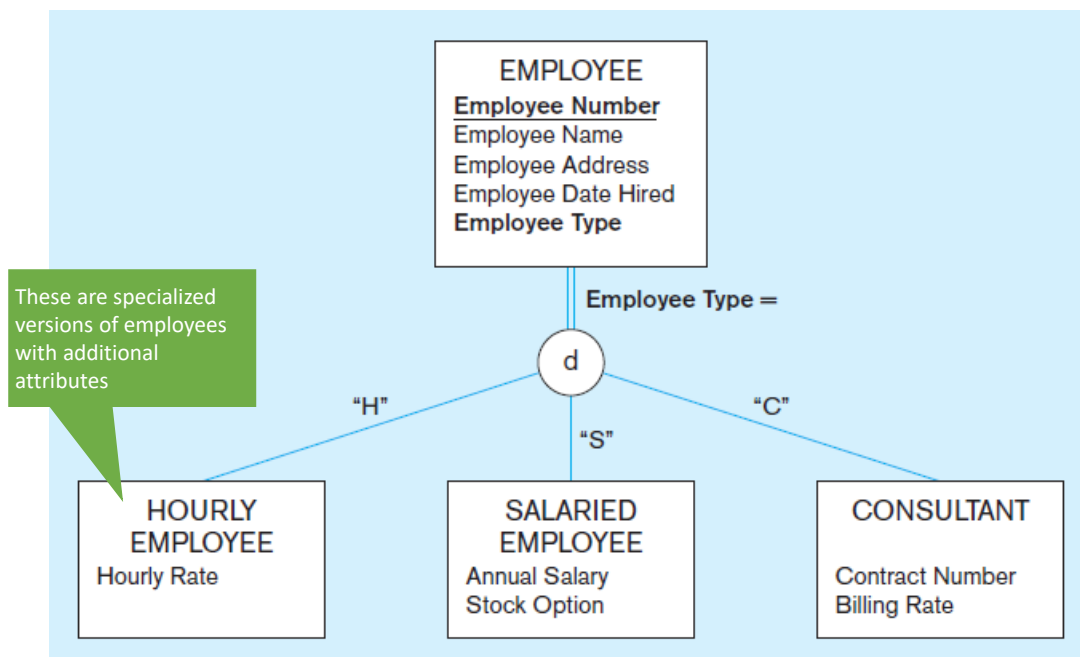 EMPLOYEE
Employee Number
Employee Name
Employee Address
Employee Date Hired
Employee Type
These are specialized
versions of employees
with additional
attributes
Employee Type =
d
“H”
“S”
“C”
HOURLY
EMPLOYEE
Hourly Rate
SALARIED
EMPLOYEE
Annual Salary
Stock Option
CONSULTANT
Contract Number
Billing Rate